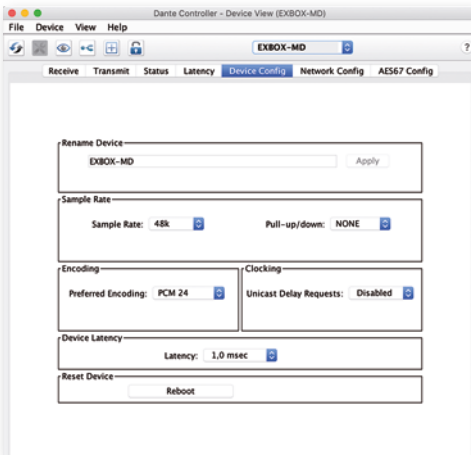 Dante Controller - Device View (EXBOX-MD)
File Device View Help
EXBOX-MD ?
Receive Transmit Status Latency Device Config Network Config AES67 Config
Rename Device
EXBOX-MD Apply
Sample Rate
Sample Rate: 48k Pull-up/down: NONE
Encoding Clocking
Preferred Encoding: PCM 24 Unicast Delay Requests: Disabled
Device Latency
Latency: 1,0 msec
Reset Device
Reboot